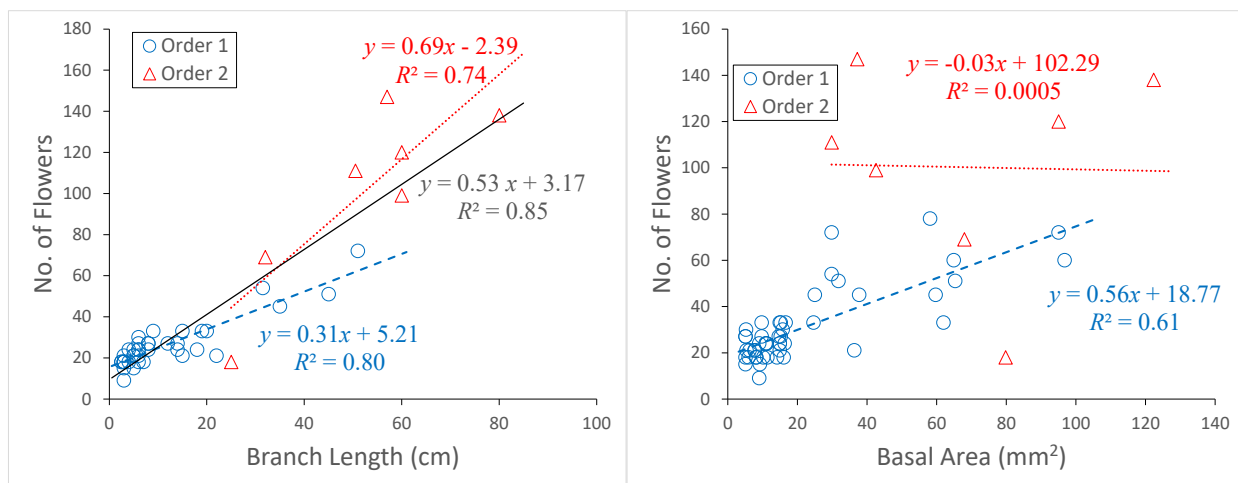 180
160
140
120
100
80
60
40
20
0
No. of Flowers
Order 1
Order 2
y = 0.69x - 2.39
R² = 0.74
y = 0.53 x + 3.17
R² = 0.85
y = 0.31x + 5.21
R² = 0.80
0 20 40 60 80 100
Branch Length (cm)
160
140
120
100
80
60
40
20
0
No. of Flowers
Order 1
Order 2
y = -0.03x + 102.29
R² = 0.0005
y = 0.56x + 18.77
R² = 0.61
0 20 40 60 80 100 120 140
Basal Area (mm²)